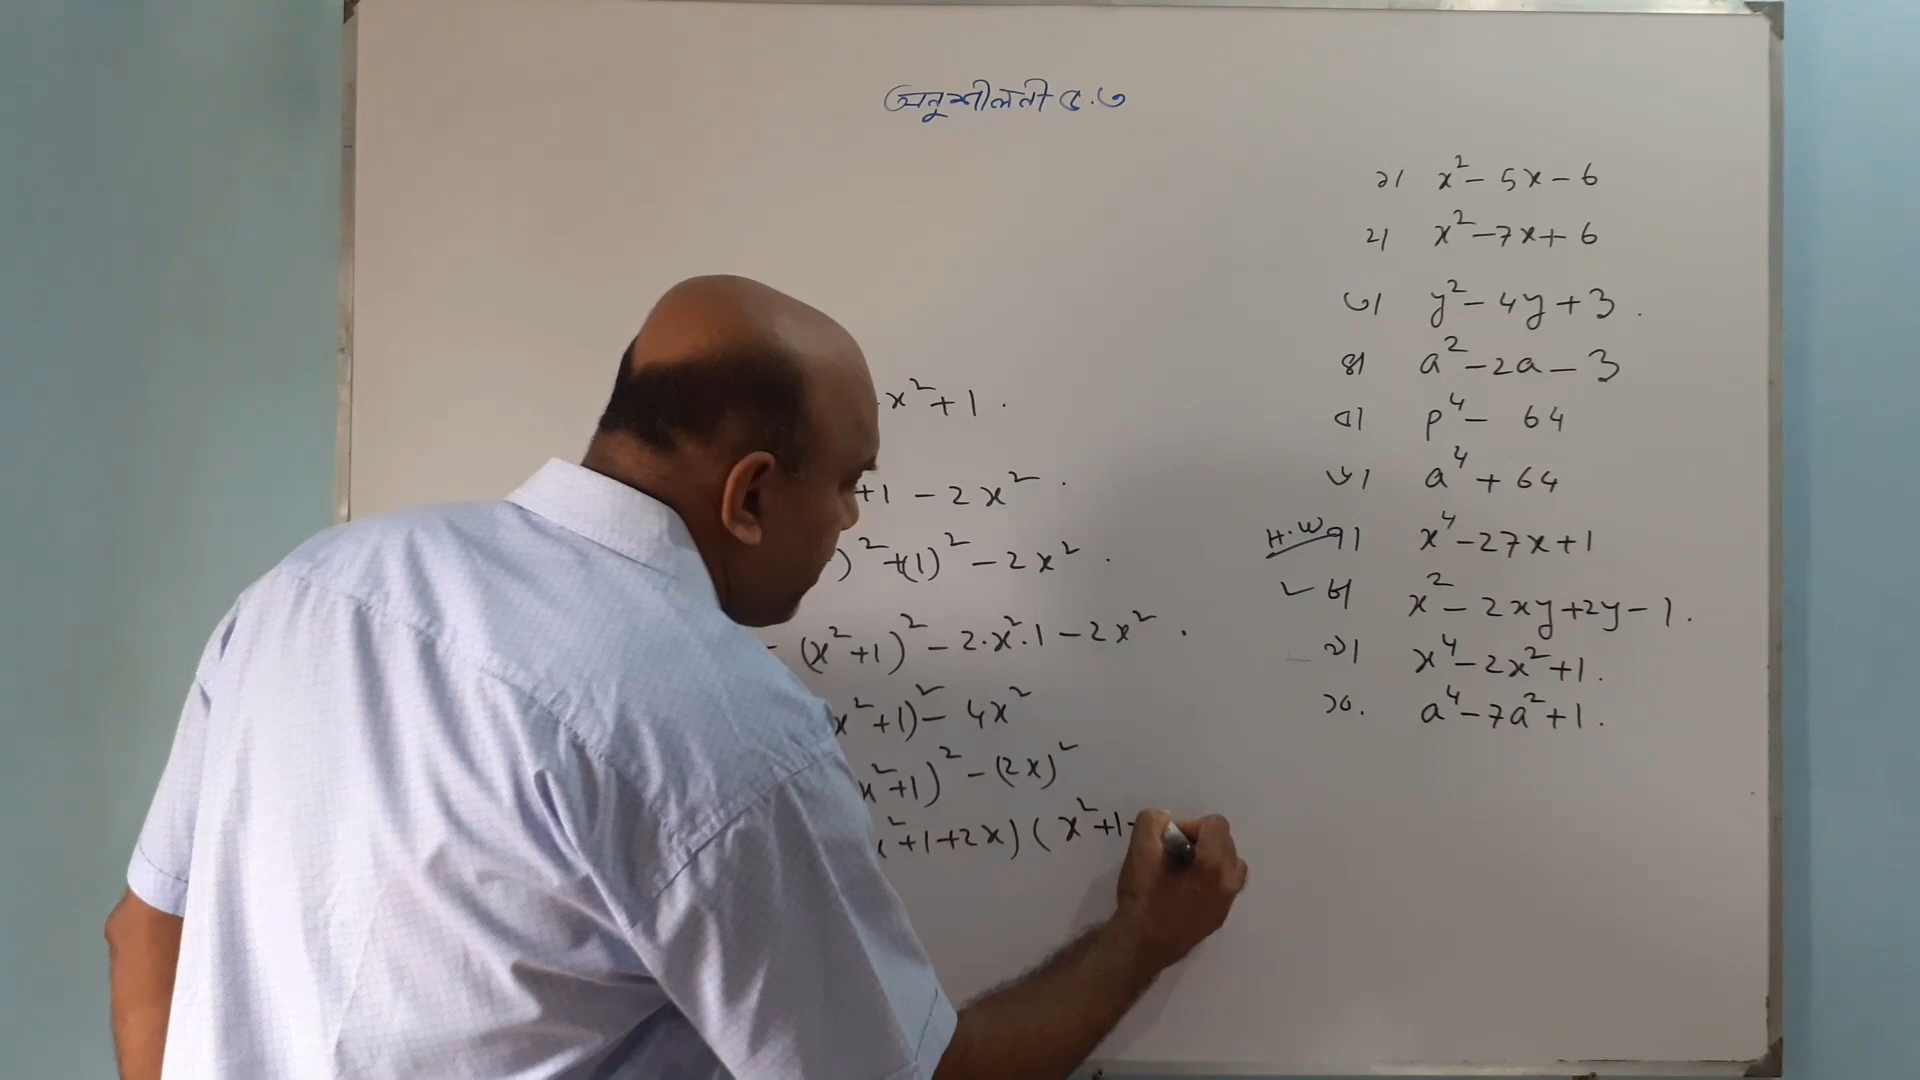 অনুশীলনী ৫.৩
x² + 1 .
+1 - 2x² .
)² + (1)² - 2x² .
(x²+1)² - 2.x².1 - 2x² .
x²+1)² - 4x²
x²+1)² - (2x)²
²+1+2x) ( x²+1-
১। x² - 5x - 6
২। x² - 7x + 6
৩। y² - 4y + 3 .
৪। a² - 2a - 3
৫। p⁴ - 64
৬। a⁴ + 64
H.W ৭। x⁴ - 27x + 1
✓ ৮। x² - 2xy + 2y - 1 .
৯। x⁴ - 2x² + 1 .
১০. a⁴ - 7a² + 1 .